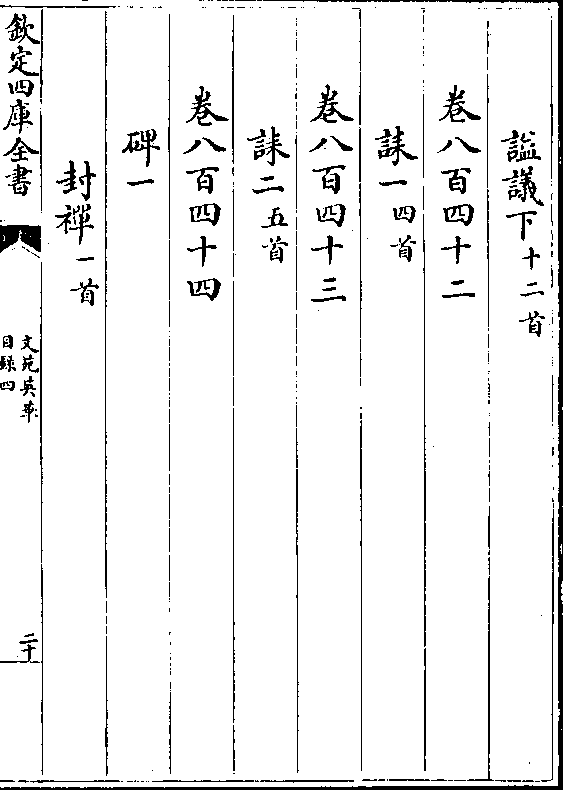 謚議下十二首
卷八百四十二
誄一四首
卷八百四十三
誄二五首
卷八百四十四
碑一
封禪一首
欽定四庫全書
文苑英華
目録四
二十